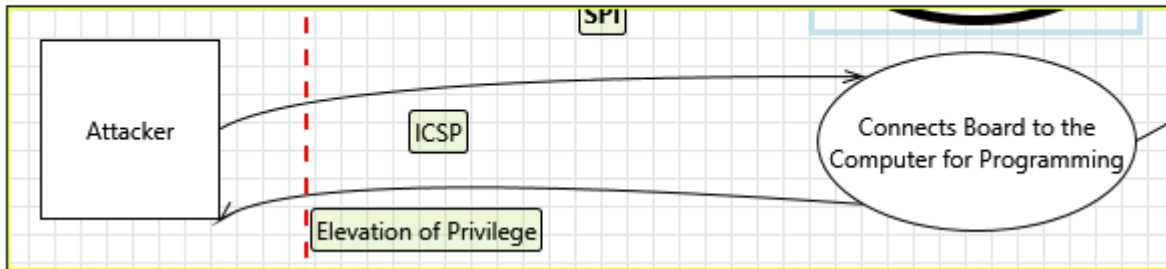 SPI
Attacker
ICSP
Connects Board to the
Computer for Programming
Elevation of Privilege